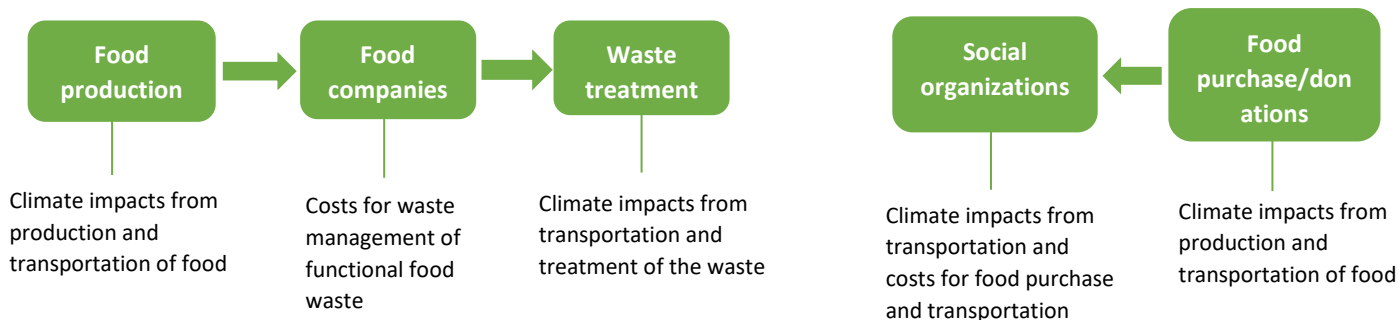 Food
production
Food
companies
Waste
treatment
Social
organizations
Food
purchase/don
ations
Climate impacts from
production and
transportation of food
Costs for waste
management of
functional food
waste
Climate impacts from
transportation and
treatment of the waste
Climate impacts from
transportation and
costs for food purchase
and transportation
Climate impacts from
production and
transportation of food